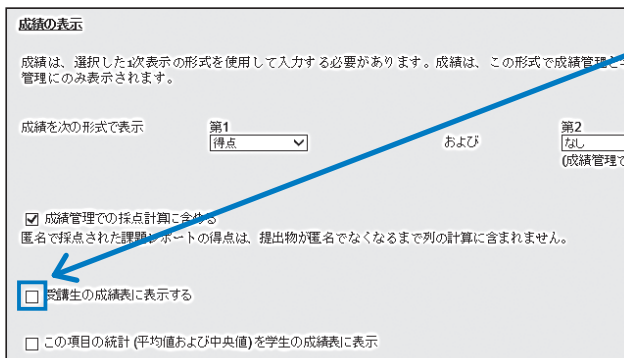 成績の表示
成績は、選択した1次表示の形式を使用して入力する必要があります。成績は、この形式で成績管理と
管理にのみ表示されます。
成績を次の形式で表示 第1 および 第2
得点 なし
(成績管理で
成績管理での採点計算に含める
匿名で採点された課題レポートの得点は、提出物が匿名でなくなるまで列の計算に含まれません。
受講生の成績表に表示する
この項目の統計 (平均値および中央値) を学生の成績表に表示